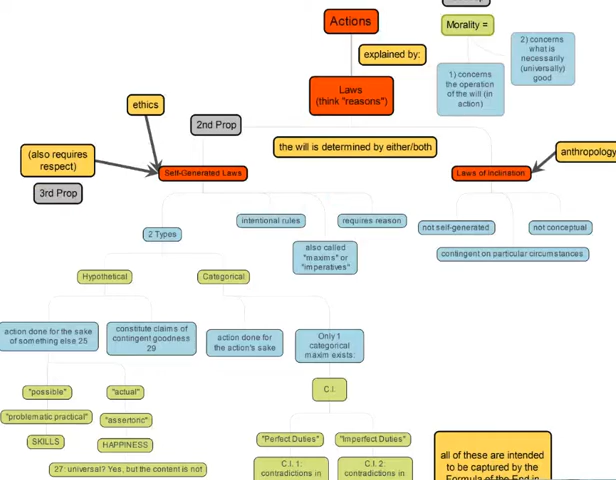 Actions
Morality =
explained by:
2) concerns
what is
necessarily
(universally)
good
1) concerns
the operation
of the will (in
action)
Laws
(think "reasons")
ethics
2nd Prop
the will is determined by either/both
anthropology
(also requires
respect)
3rd Prop
Self-Generated Laws
Laws of Inclination
2 Types
intentional rules
requires reason
not self-generated
not conceptual
also called
"maxims" or
"imperatives"
contingent on particular circumstances
Hypothetical
Categorical
action done for the sake
of something else 25
constitute claims of
contingent goodness
29
action done for
the action's sake
Only 1
categorical
maxim exists:
"possible"
"actual"
C.I.
"problematic practical"
"assertoric"
SKILLS
HAPPINESS
"Perfect Duties"
"Imperfect Duties"
27: universal? Yes, but the content is not
C.I. 1:
contradictions in
C.I. 2:
contradictions in
all of these are intended
to be captured by the
Formula of the End in